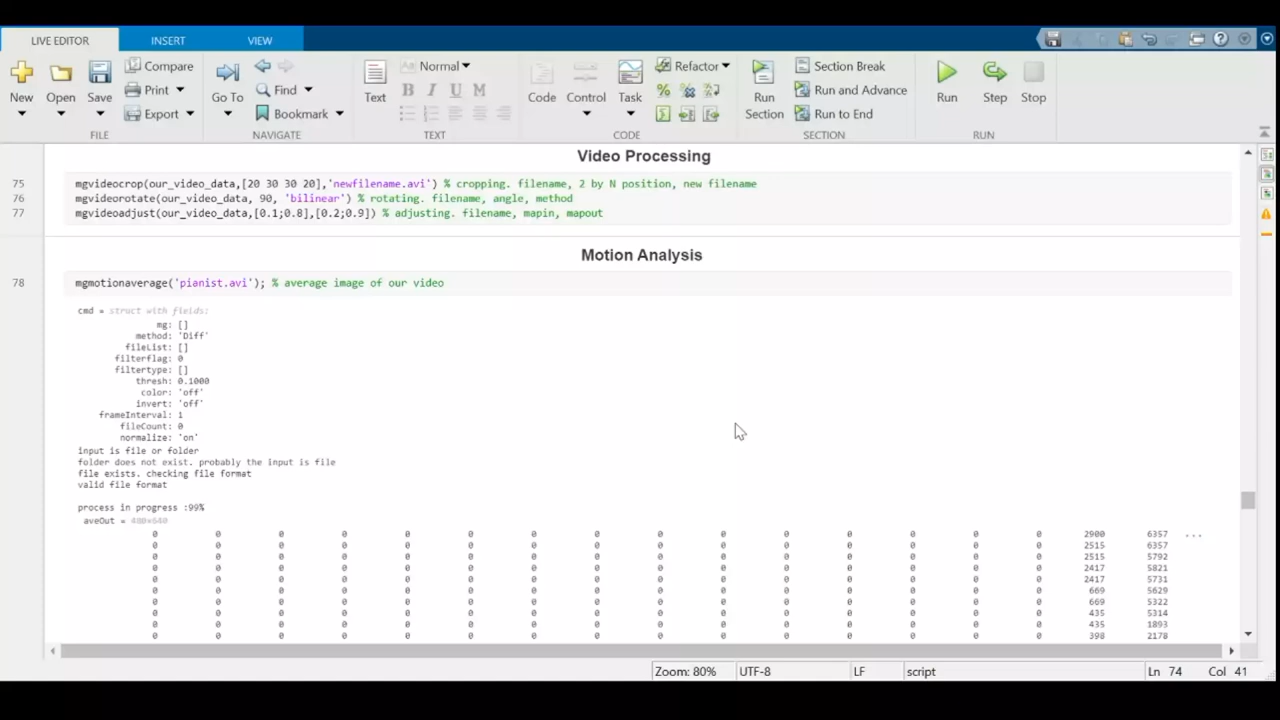 LIVE EDITOR INSERT VIEW
New Open Save Compare Print Export
FILE
Go To Find Bookmark
NAVIGATE
Text Normal B I U M
TEXT
Code Control Task Refactor
CODE
Run Section Section Break Run and Advance Run to End
SECTION
Run Step Stop
RUN
Video Processing
75 mgvideocrop(our_video_data,[20 30 30 20],'newfilename.avi') % cropping. filename, 2 by N position, new filename
76 mgvideorotate(our_video_data, 90, 'bilinear') % rotating. filename, angle, method
77 mgvideoadjust(our_video_data,[0.1;0.8],[0.2;0.9]) % adjusting. filename, mapin, mapout
Motion Analysis
78 mgmotionaverage('pianist.avi'); % average image of our video
cmd = struct with fields:
mg: []
method: 'Diff'
fileList: []
filterflag: 0
filtertype: []
thresh: 0.1000
color: 'off'
invert: 'off'
frameInterval: 1
fileCount: 0
normalize: 'on'
input is file or folder
folder does not exist. probably the input is file
file exists. checking file format
valid file format
process in progress :99%
aveOut = 480×640
0 0 0 0 0 0 0 0 0 0 0 0 0 0 0 2900 6357 ...
0 0 0 0 0 0 0 0 0 0 0 0 0 0 0 2515 6357
0 0 0 0 0 0 0 0 0 0 0 0 0 0 0 2515 5792
0 0 0 0 0 0 0 0 0 0 0 0 0 0 0 2417 5821
0 0 0 0 0 0 0 0 0 0 0 0 0 0 0 2417 5731
0 0 0 0 0 0 0 0 0 0 0 0 0 0 0 669 5629
0 0 0 0 0 0 0 0 0 0 0 0 0 0 0 669 5322
0 0 0 0 0 0 0 0 0 0 0 0 0 0 0 435 5314
0 0 0 0 0 0 0 0 0 0 0 0 0 0 0 435 1893
0 0 0 0 0 0 0 0 0 0 0 0 0 0 0 398 2178
Zoom: 80% UTF-8 LF script Ln 74 Col 41